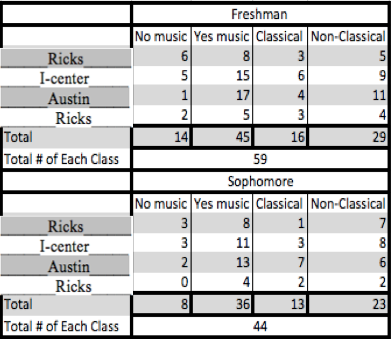 Freshman
No music Yes music Classical Non-Classical
Ricks 6 8 3 5
I-center 5 15 6 9
Austin 1 17 4 11
Ricks 2 5 3 4
Total 14 45 16 29
Total # of Each Class 59
Sophomore
No music Yes music Classical Non-Classical
Ricks 3 8 1 7
I-center 3 11 3 8
Austin 2 13 7 6
Ricks 0 4 2 2
Total 8 36 13 23
Total # of Each Class 44